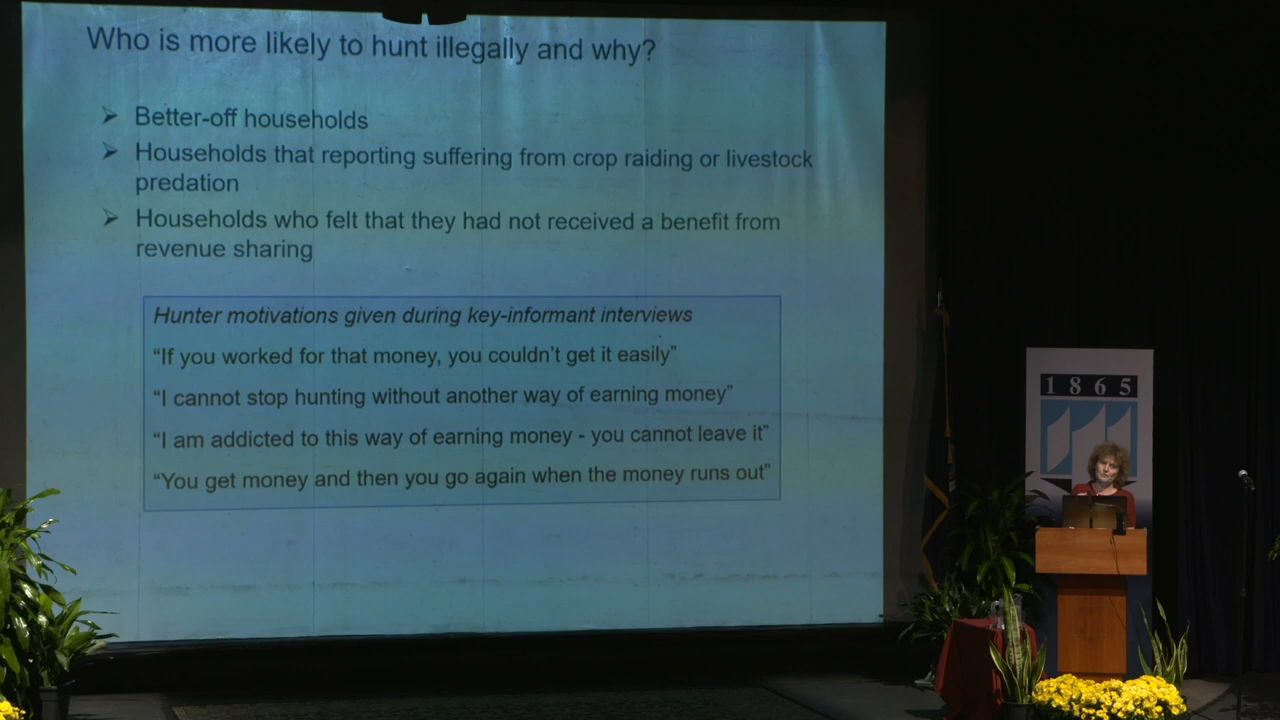 Who is more likely to hunt illegally and why?
➢ Better-off households
➢ Households that reporting suffering from crop raiding or livestock
predation
➢ Households who felt that they had not received a benefit from
revenue sharing
Hunter motivations given during key-informant interviews
“If you worked for that money, you couldn’t get it easily”
“I cannot stop hunting without another way of earning money”
“I am addicted to this way of earning money - you cannot leave it”
“You get money and then you go again when the money runs out”
1865